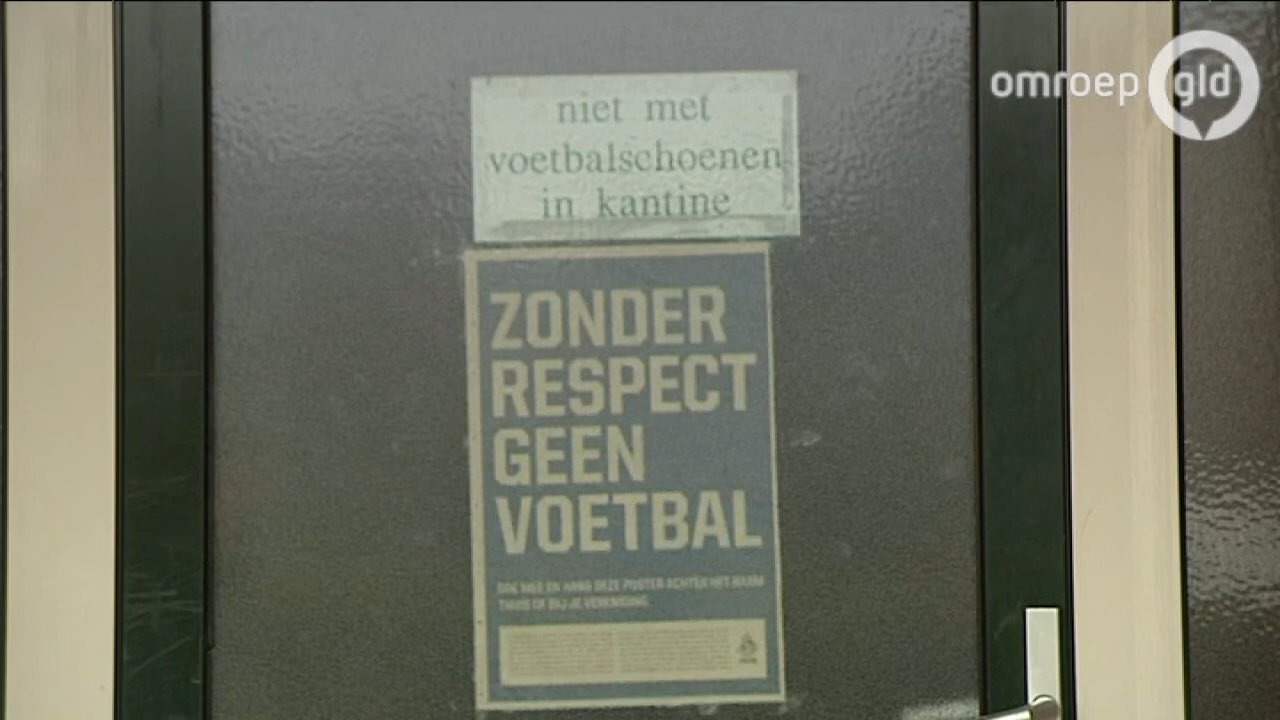 omroep gld
niet met
voetbalschoenen
in kantine
ZONDER
RESPECT
GEEN
VOETBAL
DOE MEE EN HANG DEZE POSTER ACHTER HET RAAM
THUIS OF BIJ JE VERENIGING